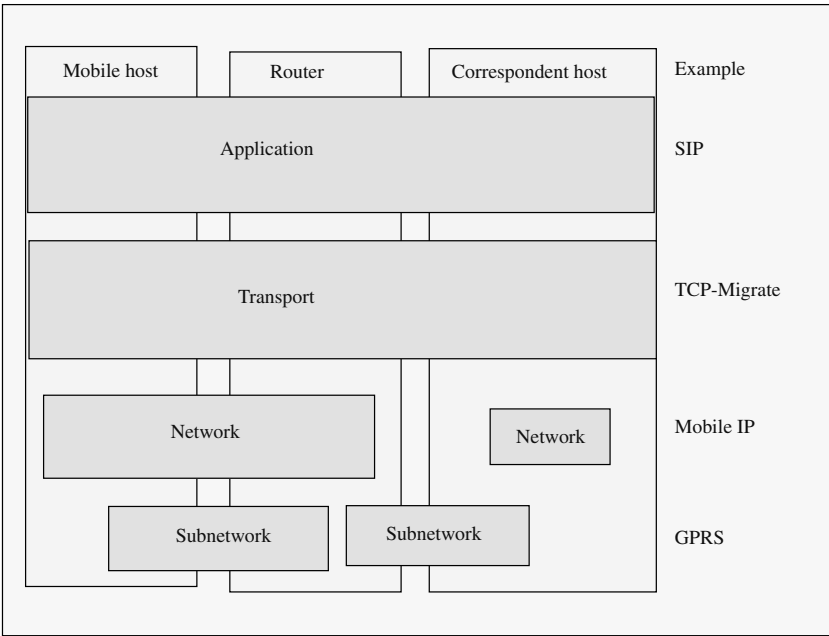 Mobile host Router Correspondent host Example
Application SIP
Transport TCP-Migrate
Network Network Mobile IP
Subnetwork Subnetwork GPRS